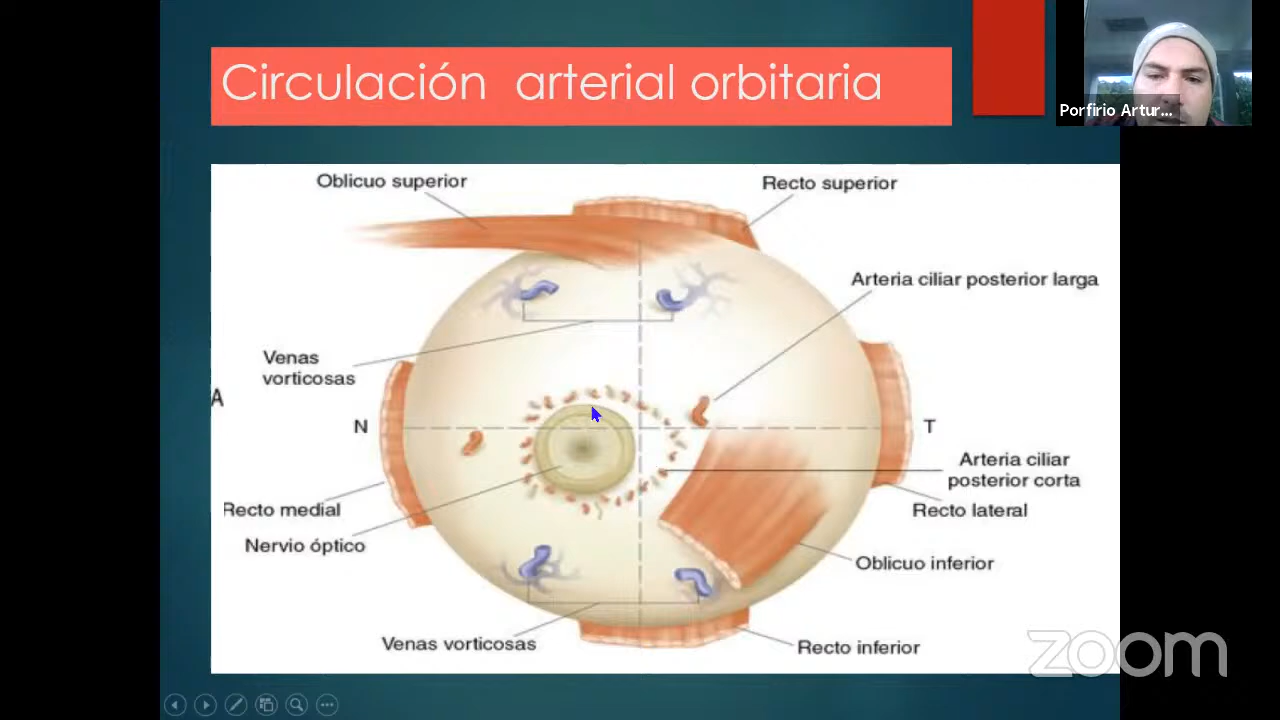 Circulación arterial orbitaria
Porfirio Artur...
Oblicuo superior
Recto superior
Arteria ciliar posterior larga
Venas
vorticosas
A
N
T
Arteria ciliar
posterior corta
Recto medial
Recto lateral
Nervio óptico
Oblicuo inferior
Venas vorticosas
Recto inferior
zoom